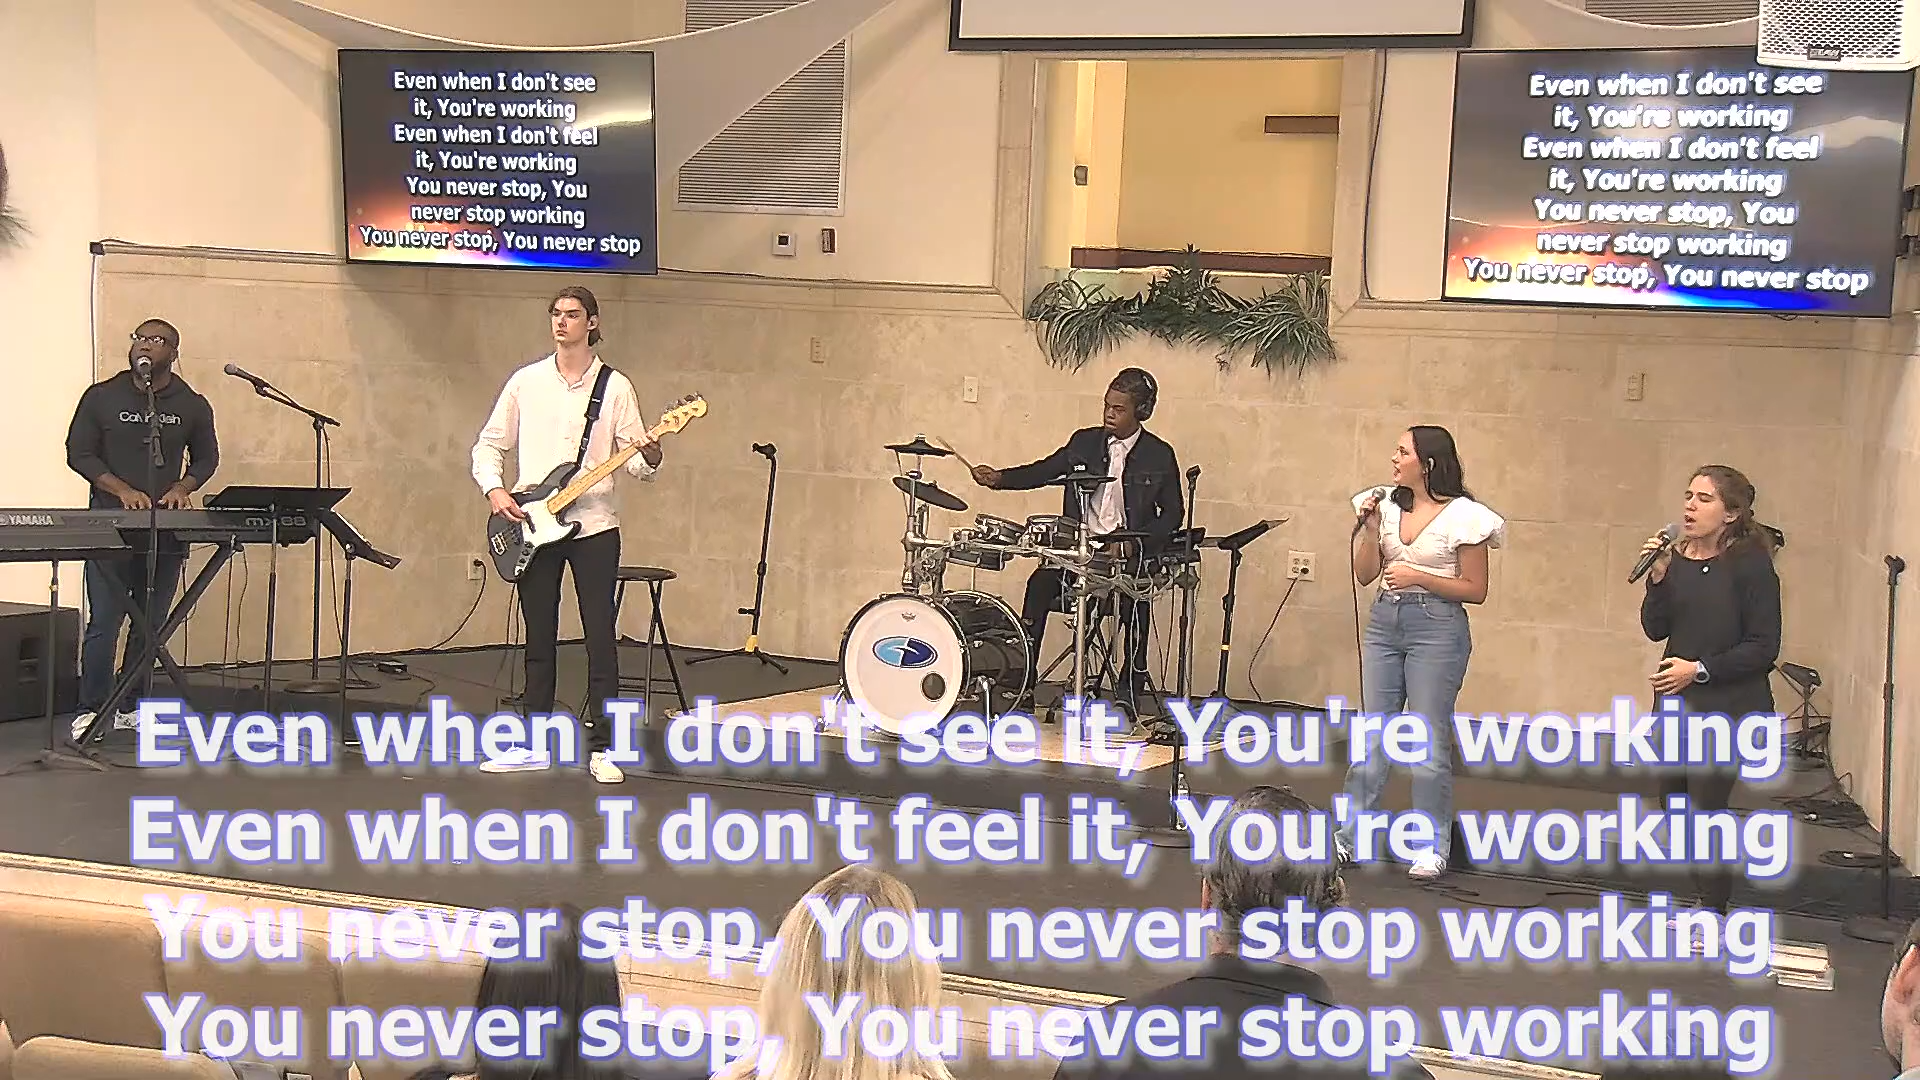 Even when I don't see
it, You're working
Even when I don't feel
it, You're working
You never stop, You
never stop working
You never stop, You never stop
Even when I don't see
it, You're working
Even when I don't feel
it, You're working
You never stop, You
never stop working
You never stop, You never stop
YAMAHA
MX88
Even when I don't see it, You're working
Even when I don't feel it, You're working
You never stop, You never stop working
You never stop, You never stop working